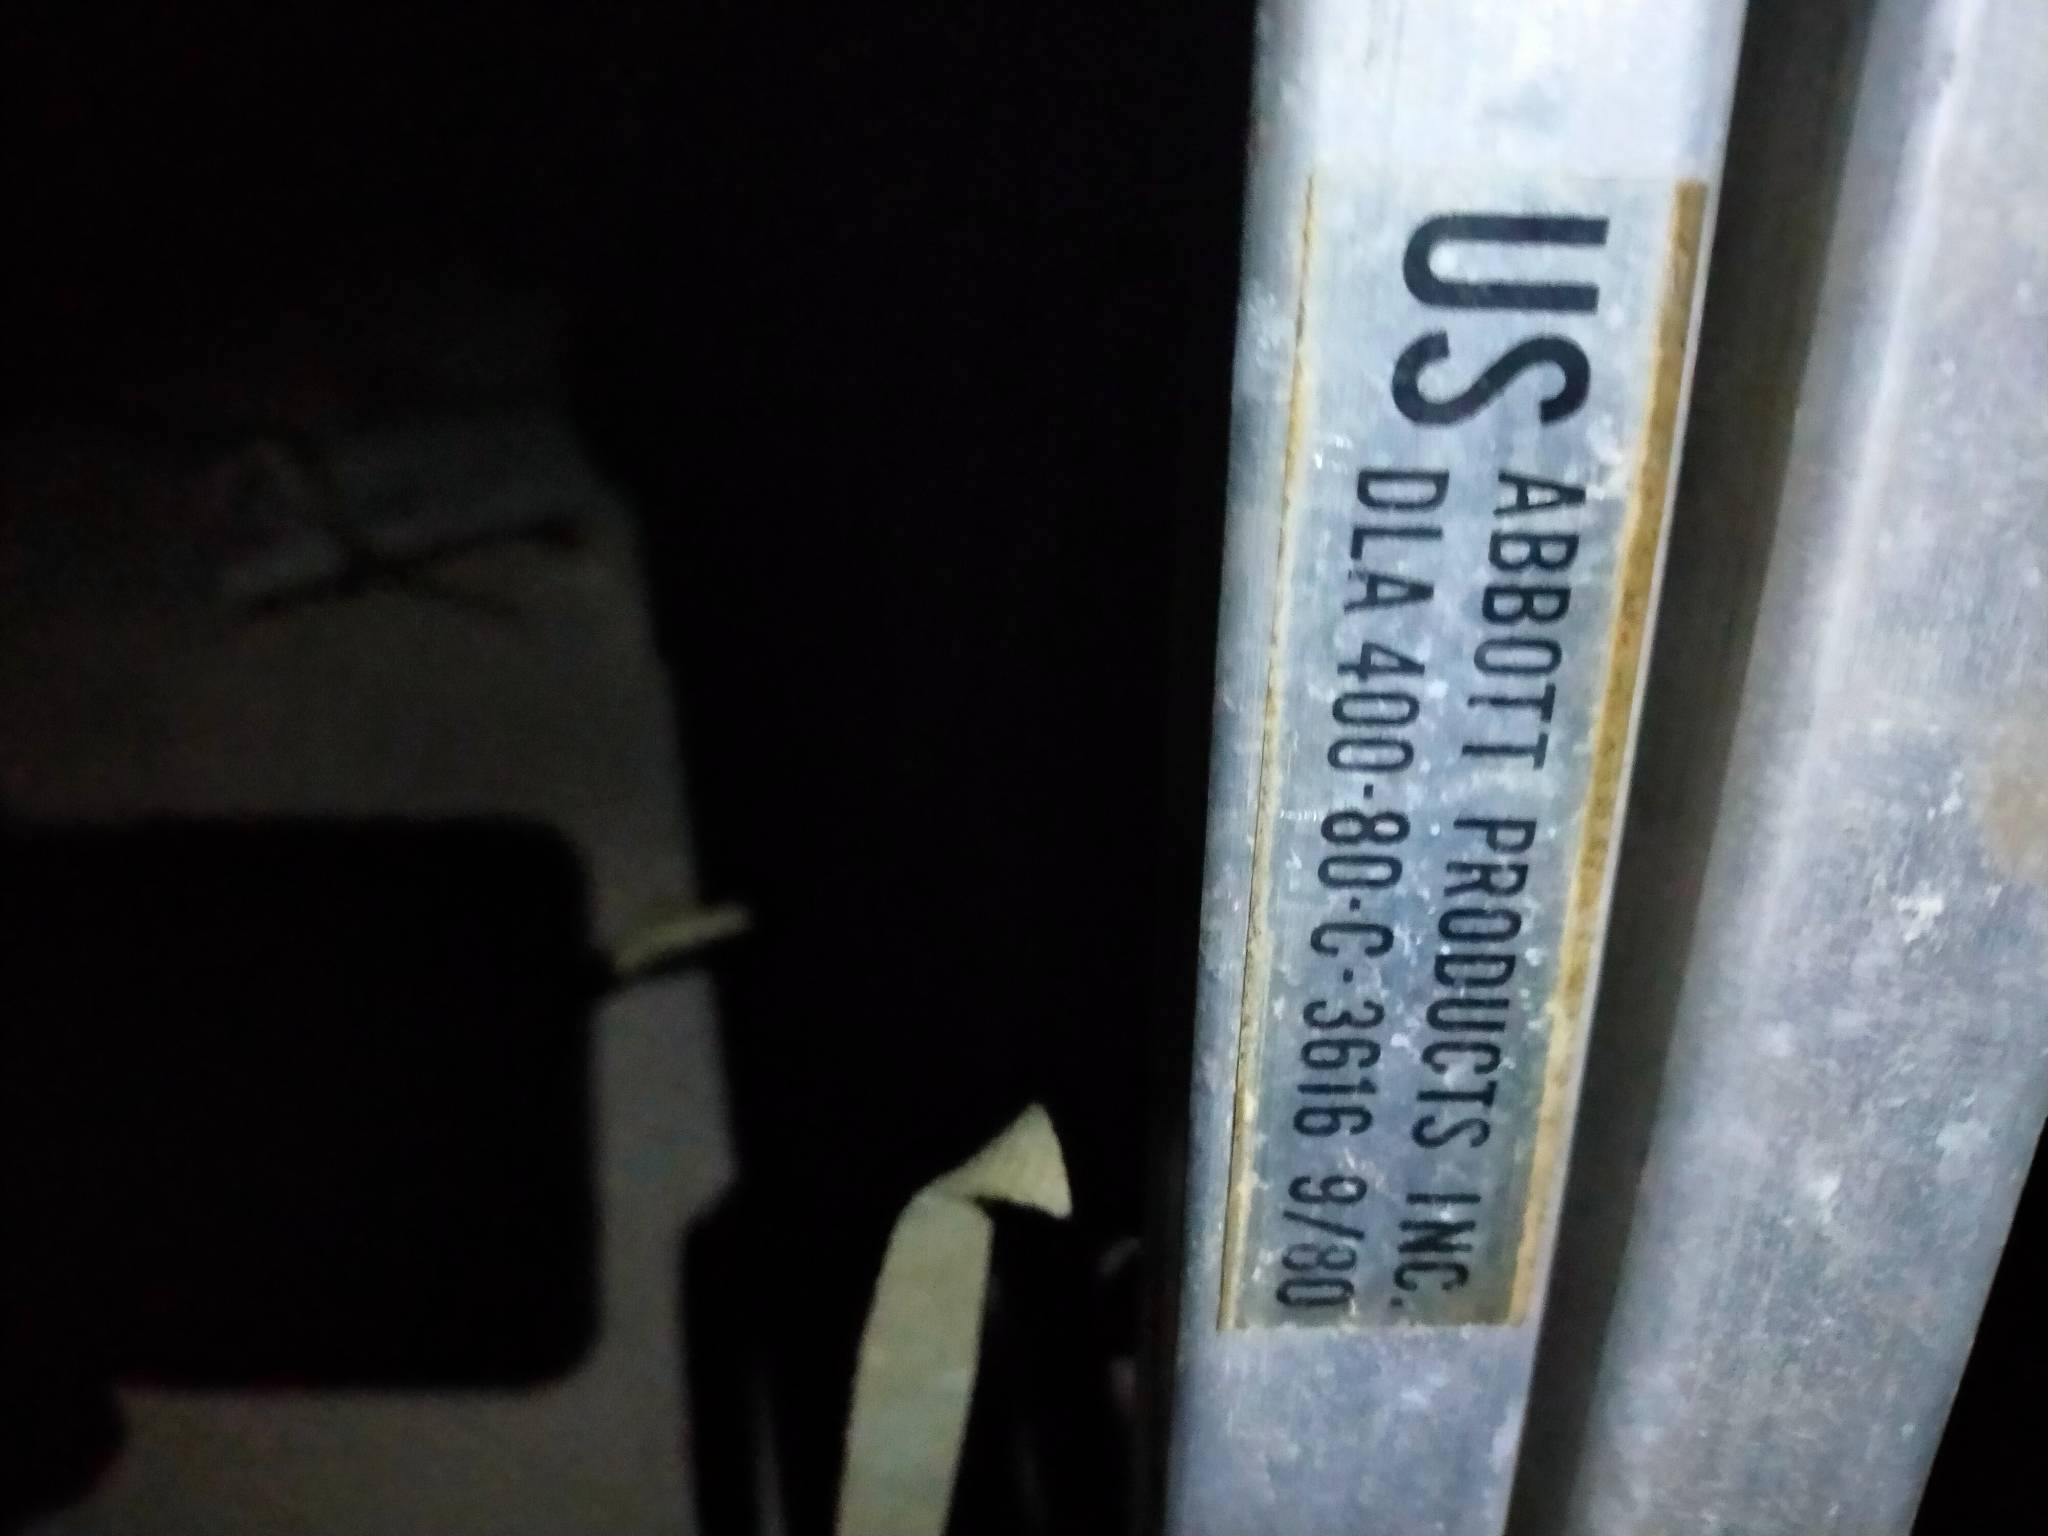 US
ABBOTT PRODUCTS INC.
DLA 400-80-C-3616 9/80